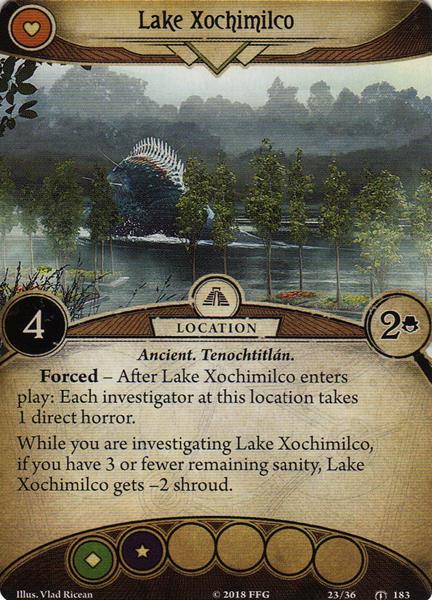 Lake Xochimilco
4
2
LOCATION
Ancient. Tenochtitlán.
Forced – After Lake Xochimilco enters
play: Each investigator at this location takes
1 direct horror.
While you are investigating Lake Xochimilco,
if you have 3 or fewer remaining sanity, Lake
Xochimilco gets –2 shroud.
Illus. Vlad Ricean
© 2018 FFG
23/36
183